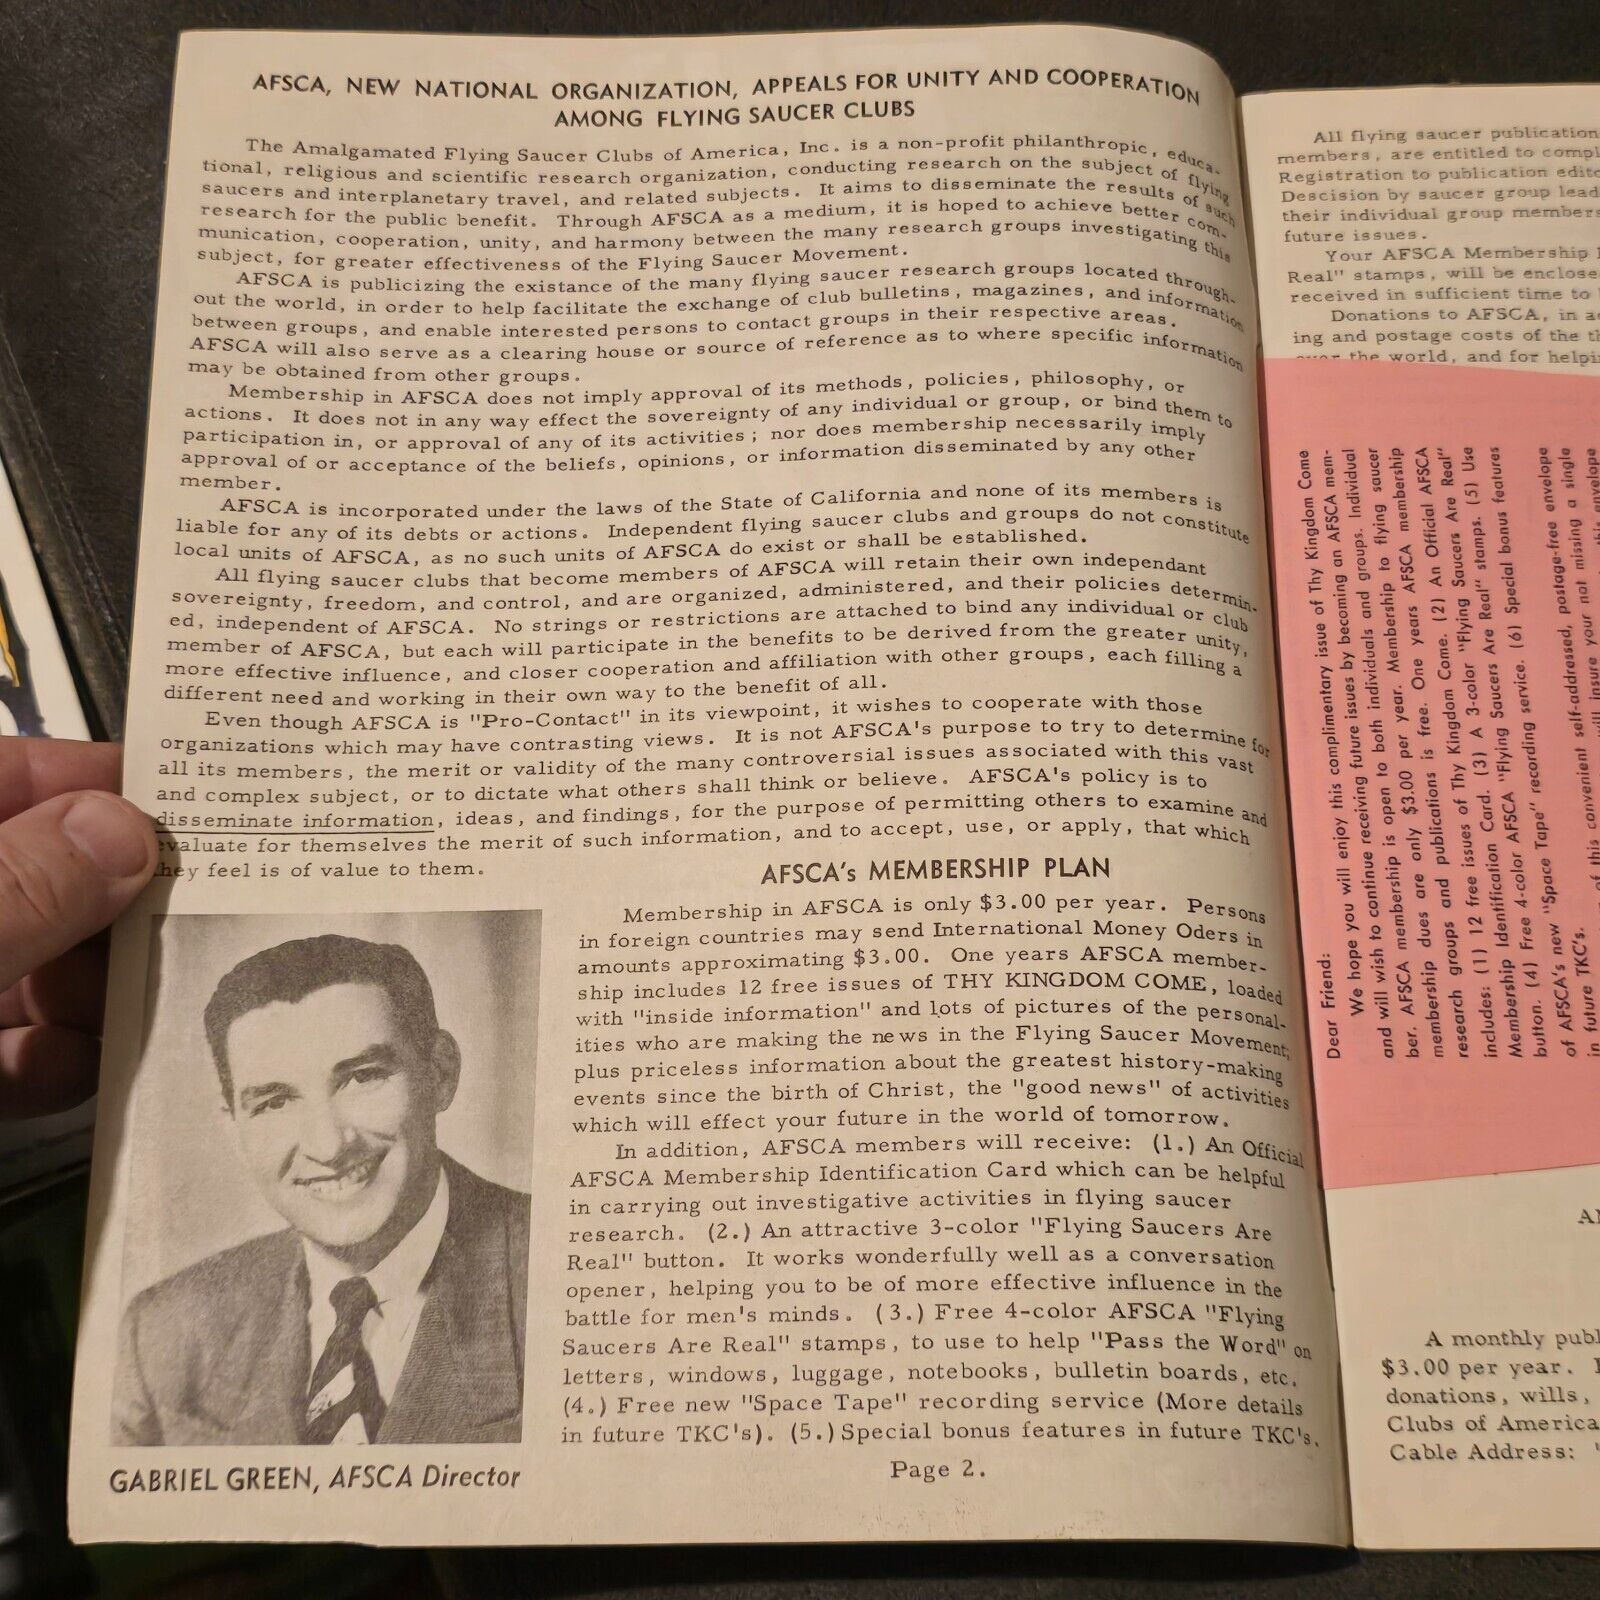 AFSCA, NEW NATIONAL ORGANIZATION, APPEALS FOR UNITY AND COOPERATION
AMONG FLYING SAUCER CLUBS
The Amalgamated Flying Saucer Clubs of America, Inc. is a non-profit philanthropic, educa-
tional, religious and scientific research organization, conducting research on the subject of flying
saucers and interplanetary travel, and related subjects. It aims to disseminate the results of such
research for the public benefit. Through AFSCA as a medium, it is hoped to achieve better com-
munication, cooperation, unity, and harmony between the many research groups investigating this
subject, for greater effectiveness of the Flying Saucer Movement.
AFSCA is publicizing the existance of the many flying saucer research groups located through-
out the world, in order to help facilitate the exchange of club bulletins, magazines, and information
between groups, and enable interested persons to contact groups in their respective areas.
AFSCA will also serve as a clearing house or source of reference as to where specific information
may be obtained from other groups.
Membership in AFSCA does not imply approval of its methods, policies, philosophy, or
actions. It does not in any way effect the sovereignty of any individual or group, or bind them to
participation in, or approval of any of its activities; nor does membership necessarily imply
approval of or acceptance of the beliefs, opinions, or information disseminated by any other
member.
AFSCA is incorporated under the laws of the State of California and none of its members is
liable for any of its debts or actions. Independent flying saucer clubs and groups do not constitute
local units of AFSCA, as no such units of AFSCA do exist or shall be established.
All flying saucer clubs that become members of AFSCA will retain their own independant
sovereignty, freedom, and control, and are organized, administered, and their policies determin-
ed, independent of AFSCA. No strings or restrictions are attached to bind any individual or club
member of AFSCA, but each will participate in the benefits to be derived from the greater unity,
more effective influence, and closer cooperation and affiliation with other groups, each filling a
different need and working in their own way to the benefit of all.
Even though AFSCA is "Pro-Contact" in its viewpoint, it wishes to cooperate with those
organizations which may have contrasting views. It is not AFSCA's purpose to try to determine for
all its members, the merit or validity of the many controversial issues associated with this vast
and complex subject, or to dictate what others shall think or believe. AFSCA's policy is to
disseminate information, ideas, and findings, for the purpose of permitting others to examine and
evaluate for themselves the merit of such information, and to accept, use, or apply, that which
they feel is of value to them.
AFSCA's MEMBERSHIP PLAN
Membership in AFSCA is only $3.00 per year. Persons
in foreign countries may send International Money Oders in
amounts approximating $3.00. One years AFSCA member-
ship includes 12 free issues of THY KINGDOM COME, loaded
with "inside information" and lots of pictures of the personal-
ities who are making the news in the Flying Saucer Movement;
plus priceless information about the greatest history-making
events since the birth of Christ, the "good news" of activities
which will effect your future in the world of tomorrow.
In addition, AFSCA members will receive: (1.) An Official
AFSCA Membership Identification Card which can be helpful
in carrying out investigative activities in flying saucer
research. (2.) An attractive 3-color "Flying Saucers Are
Real" button. It works wonderfully well as a conversation
opener, helping you to be of more effective influence in the
battle for men's minds. (3.) Free 4-color AFSCA "Flying
Saucers Are Real" stamps, to use to help "Pass the Word" on
letters, windows, luggage, notebooks, bulletin boards, etc.
(4.) Free new "Space Tape" recording service (More details
in future TKC's). (5.) Special bonus features in future TKC's.
GABRIEL GREEN, AFSCA Director
Page 2.
All flying saucer publication
members, are entitled to compl
Registration to publication edito
Descision by saucer group lead
their individual group members
future issues.
Your AFSCA Membership
Real" stamps, will be enclose
received in sufficient time to
Donations to AFSCA, in a
ing and postage costs of the th
over the world, and for helpi
Dear Friend:
We hope you will enjoy this complimentary issue of Thy Kingdom Come
and will wish to continue receiving future issues by becoming an AFSCA mem-
ber. AFSCA membership is open to both individuals and groups. Individual
membership dues are only $3.00 per year. Membership to flying saucer
research groups and publications is free. One years AFSCA membership
includes: (1) 12 free issues of Thy Kingdom Come. (2) An Official AFSCA
Membership Identification Card. (3) A 3-color "Flying Saucers Are Real"
button. (4) Free 4-color AFSCA "Flying Saucers Are Real" stamps. (5) Use
of AFSCA's new "Space Tape" recording service. (6) Special bonus features
in future TKC's.
of this convenient self-addressed, postage-free envelope
will insure your not missing a single
this envelope
A monthly publ
$3.00 per year.
donations, wills,
Clubs of America
Cable Address: "